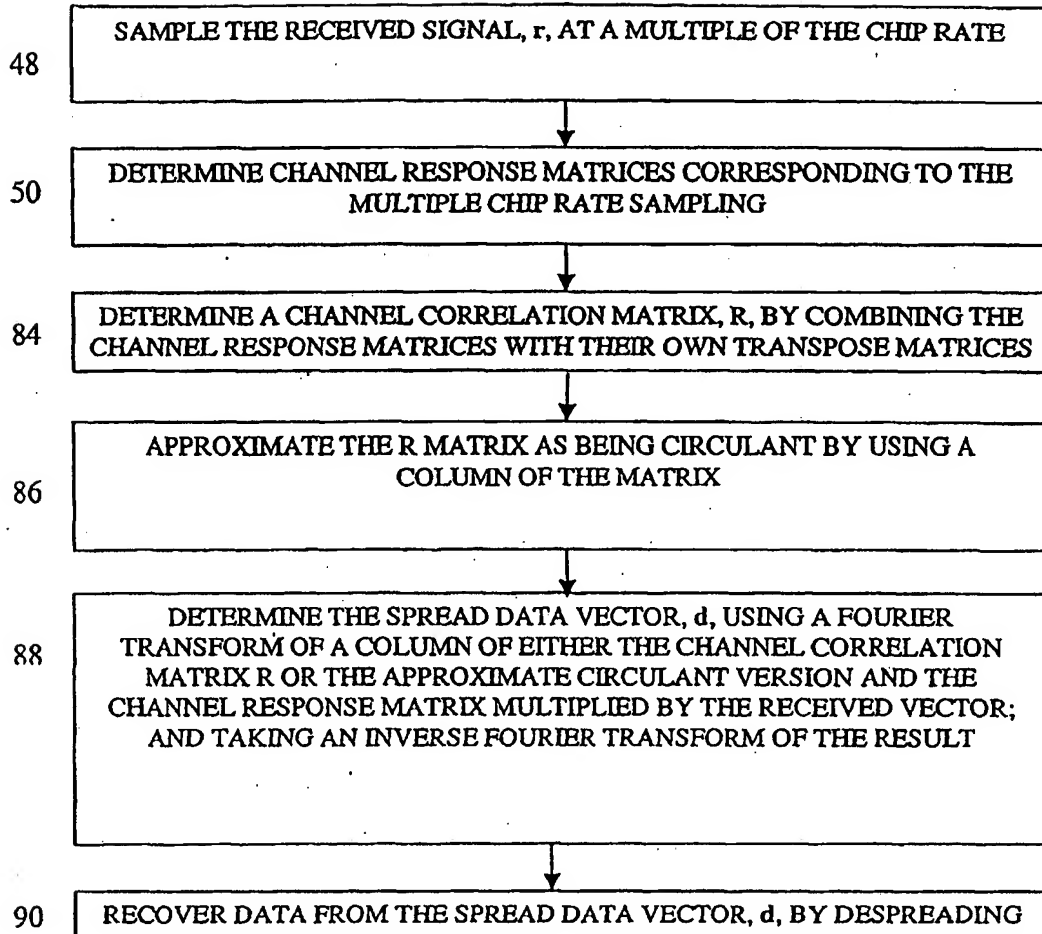 48
SAMPLE THE RECEIVED SIGNAL, r, AT A MULTIPLE OF THE CHIP RATE
50
DETERMINE CHANNEL RESPONSE MATRICES CORRESPONDING TO THE
MULTIPLE CHIP RATE SAMPLING
84
DETERMINE A CHANNEL CORRELATION MATRIX, R, BY COMBINING THE
CHANNEL RESPONSE MATRICES WITH THEIR OWN TRANSPOSE MATRICES
86
APPROXIMATE THE R MATRIX AS BEING CIRCULANT BY USING A
COLUMN OF THE MATRIX
88
DETERMINE THE SPREAD DATA VECTOR, d, USING A FOURIER
TRANSFORM OF A COLUMN OF EITHER THE CHANNEL CORRELATION
MATRIX R OR THE APPROXIMATE CIRCULANT VERSION AND THE
CHANNEL RESPONSE MATRIX MULTIPLIED BY THE RECEIVED VECTOR;
AND TAKING AN INVERSE FOURIER TRANSFORM OF THE RESULT
90
RECOVER DATA FROM THE SPREAD DATA VECTOR, d, BY DESPREADING